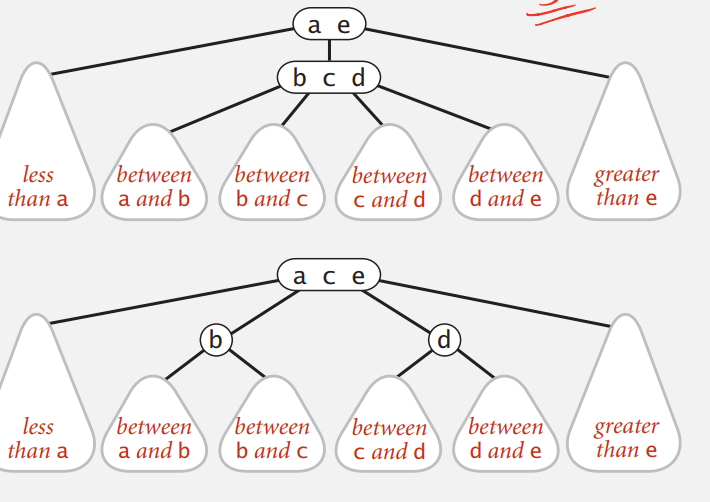 a e
b c d
less
than a
between
a and b
between
b and c
between
c and d
between
d and e
greater
than e
a c e
b
d
less
than a
between
a and b
between
b and c
between
c and d
between
d and e
greater
than e